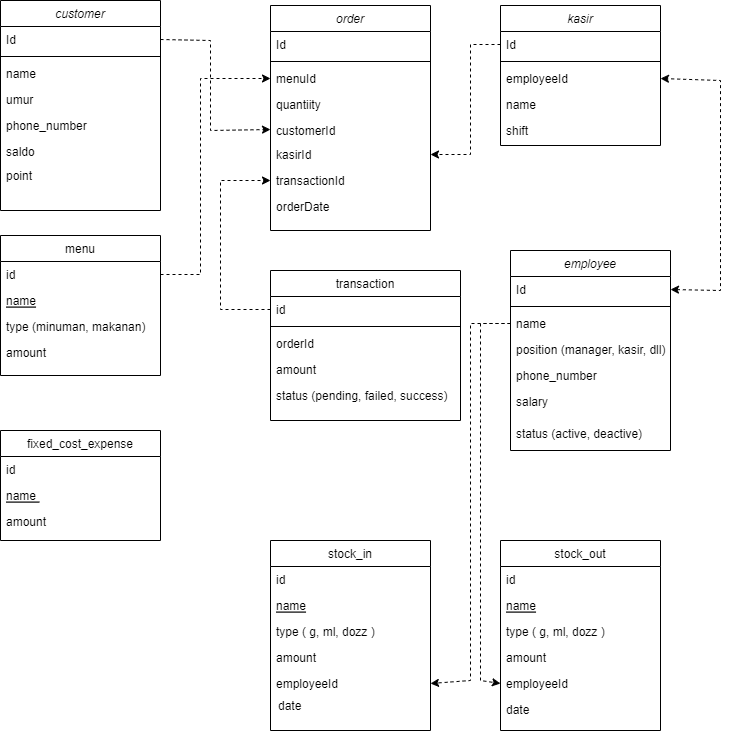 customer
Id
name
umur
phone_number
saldo
point
order
Id
menuId
quantiity
customerId
kasirId
transactionId
orderDate
kasir
Id
employeeId
name
shift
menu
id
name
type (minuman, makanan)
amount
transaction
id
orderId
amount
status (pending, failed, success)
employee
Id
name
position (manager, kasir, dll)
phone_number
salary
status (active, deactive)
fixed_cost_expense
id
name
amount
stock_in
id
name
type ( g, ml, dozz )
amount
employeeId
date
stock_out
id
name
type ( g, ml, dozz )
amount
employeeId
date